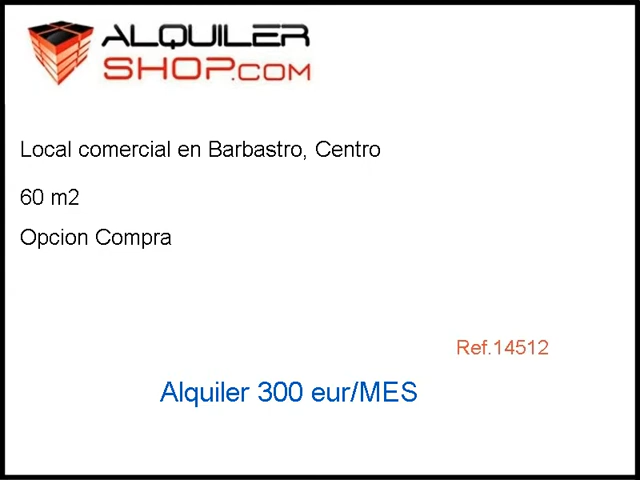 ALQUILER
SHOP.COM
Local comercial en Barbastro, Centro
60 m2
Opcion Compra
Ref.14512
Alquiler 300 eur/MES